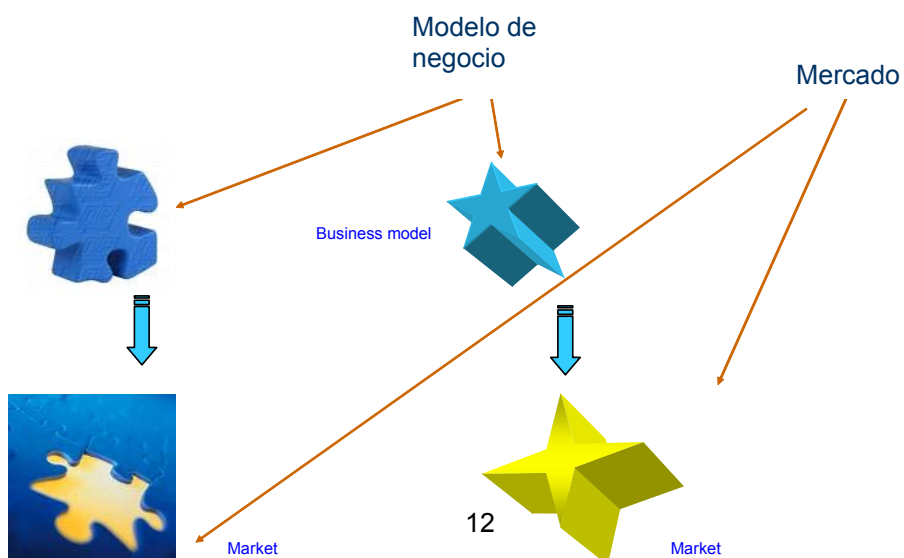 Modelo de
negocio
Mercado
Business model
12
Market
Market